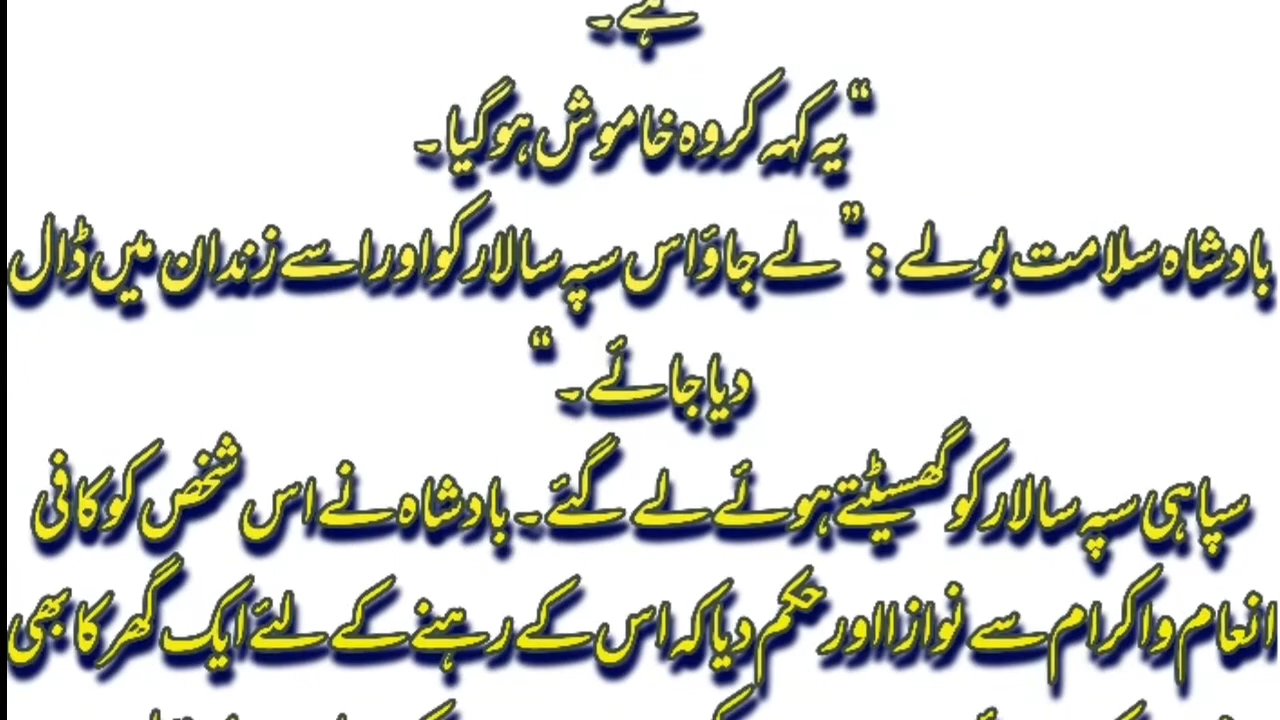 ہے۔
“یہ کہہ کر وہ خاموش ہو گیا۔
بادشاہ سلامت بولے : ”لے جاؤ اس سپہ سالار کو اور اسے زندان میں ڈال
دیا جائے۔“
سپاہی سپہ سالار کو گھسیٹتے ہوئے لے گئے۔ بادشاہ نے اس شخص کو کافی
انعام و اکرام سے نوازا اور حکم دیا کہ اس کے رہنے کے لئے ایک گھر کا بھی